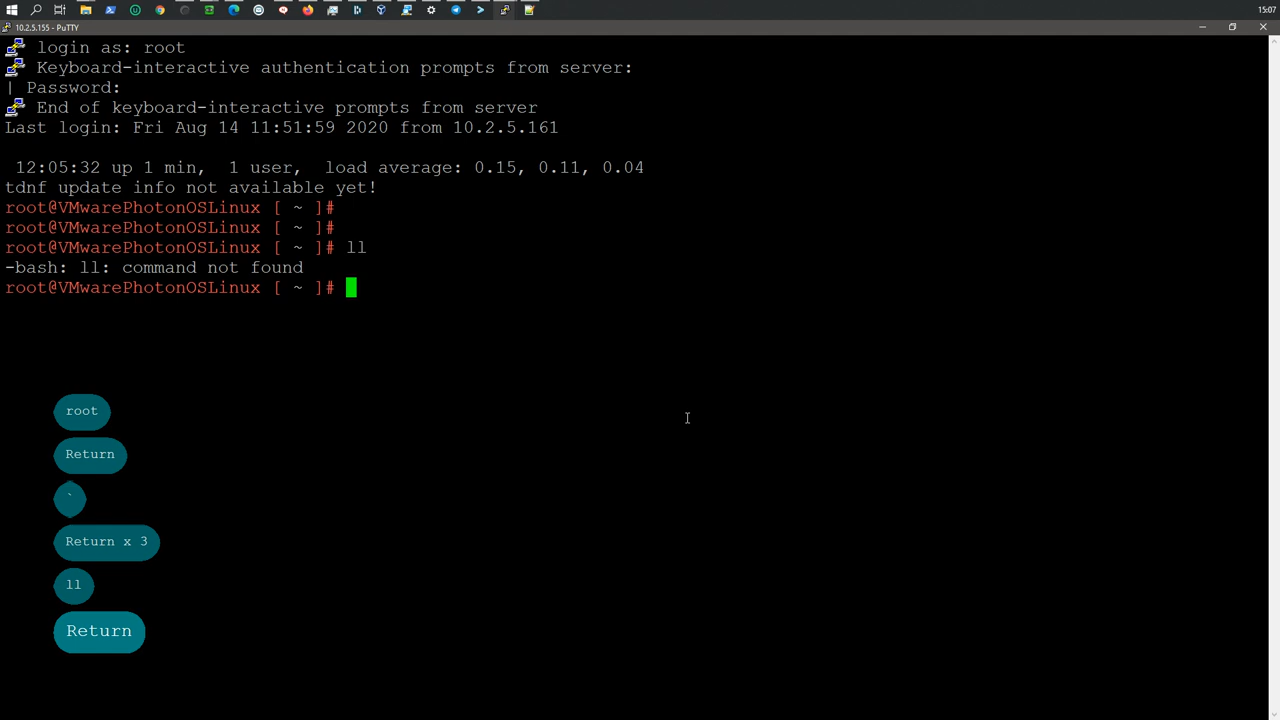 15:07
10.2.5.155 - PuTTY
login as: root
Keyboard-interactive authentication prompts from server:
| Password:
End of keyboard-interactive prompts from server
Last login: Fri Aug 14 11:51:59 2020 from 10.2.5.161
12:05:32 up 1 min,  1 user,  load average: 0.15, 0.11, 0.04
tdnf update info not available yet!
root@VMwarePhotonOSLinux [ ~ ]#
root@VMwarePhotonOSLinux [ ~ ]#
root@VMwarePhotonOSLinux [ ~ ]# ll
-bash: ll: command not found
root@VMwarePhotonOSLinux [ ~ ]#
root
Return
`
Return x 3
ll
Return